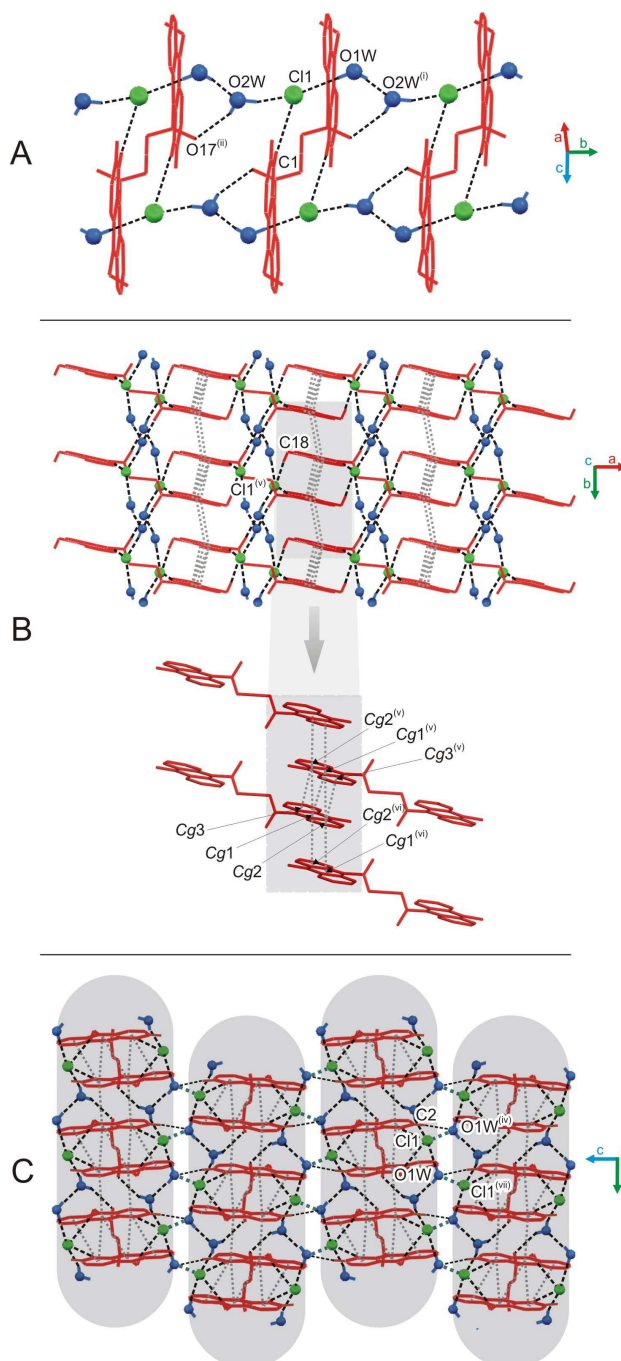 O1W
O2W
Cl1
O2W(i)
A
O17(ii)
C1
a
b
c
C18
Cl1(v)
c
a
b
B
Cg2(v)
Cg1(v)
Cg3(v)
Cg3
Cg2(vi)
Cg1
Cg1(vi)
Cg2
C2
O1W(iv)
Cl1
C
O1W
Cl1(vii)
c